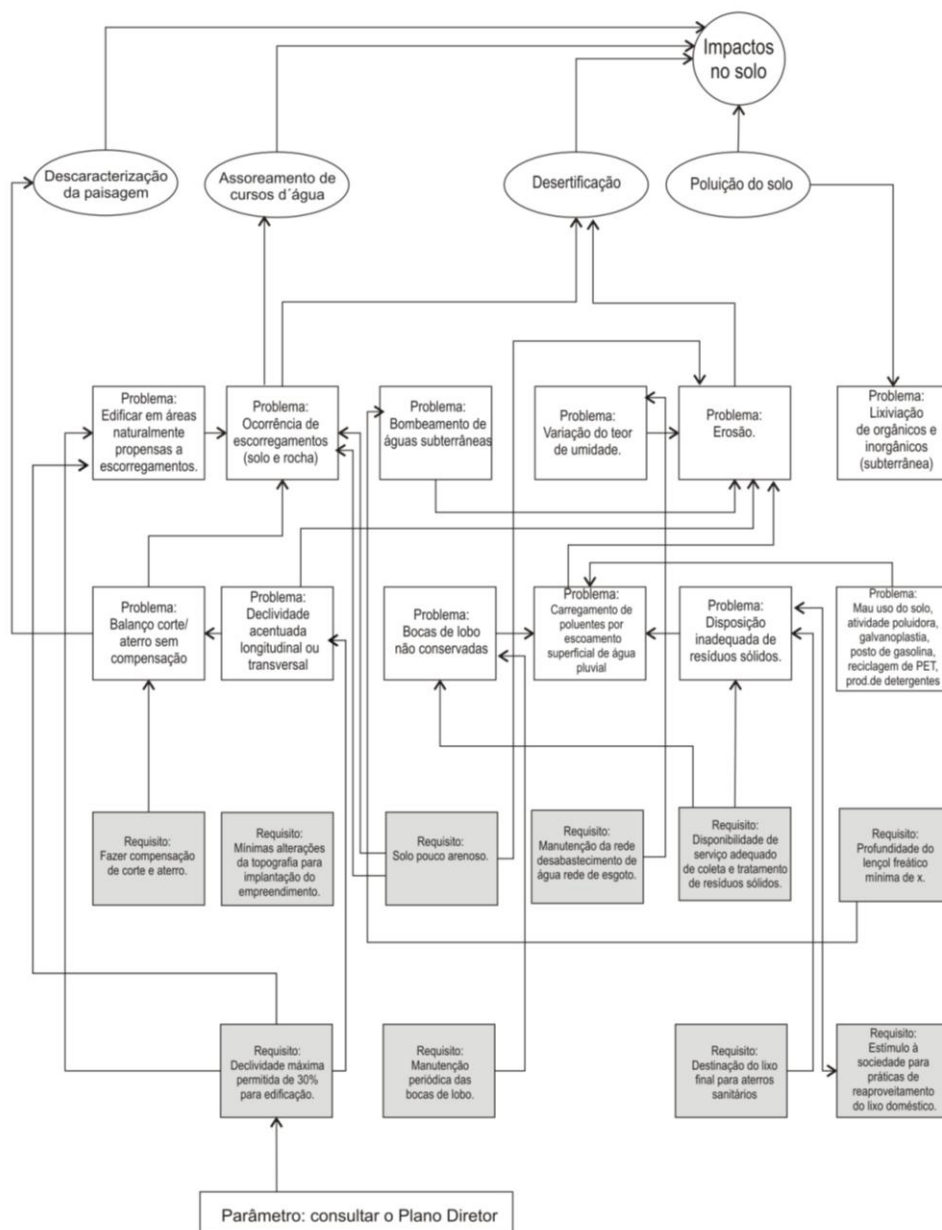 Impactos
no solo
Descaracterização
da paisagem
Assoreamento de
cursos d´água
Desertificação
Poluição do solo
Problema:
Edificar em áreas
naturalmente
propensas a
escorregamentos.
Problema:
Ocorrência de
escorregamentos
(solo e rocha)
Problema:
Bombeamento de
águas subterrâneas
Problema:
Variação do teor
de umidade.
Problema:
Erosão.
Problema:
Lixiviação
de orgânicos e
inorgânicos
(subterrânea)
Problema:
Balanço corte/
aterro sem
compensação
Problema:
Declividade
acentuada
longitudinal ou
transversal
Problema:
Bocas de lobo
não conservadas
Problema:
Carregamento de
poluentes por
escoamento
superficial de água
pluvial
Problema:
Disposição
inadequada de
resíduos sólidos.
Problema:
Mau uso do solo,
atividade poluidora,
galvanoplastia,
posto de gasolina,
reciclagem de PET,
prod.de detergentes
Requisito:
Fazer compensação
de corte e aterro.
Requisito:
Mínimas alterações
da topografia para
implantação do
empreendimento.
Requisito:
Solo pouco arenoso.
Requisito:
Manutenção da rede
desabastecimento de
água rede de esgoto.
Requisito:
Disponibilidade de
serviço adequado
de coleta e tratamento
de resíduos sólidos.
Requisito:
Profundidade do
lençol freático
mínima de x.
Requisito:
Declividade máxima
permitida de 30%
para edificação.
Requisito:
Manutenção
periódica das
bocas de lobo.
Requisito:
Destinação do lixo
final para aterros
sanitários
Requisito:
Estímulo à
sociedade para
práticas de
reaproveitamento
do lixo doméstico.
Parâmetro: consultar o Plano Diretor